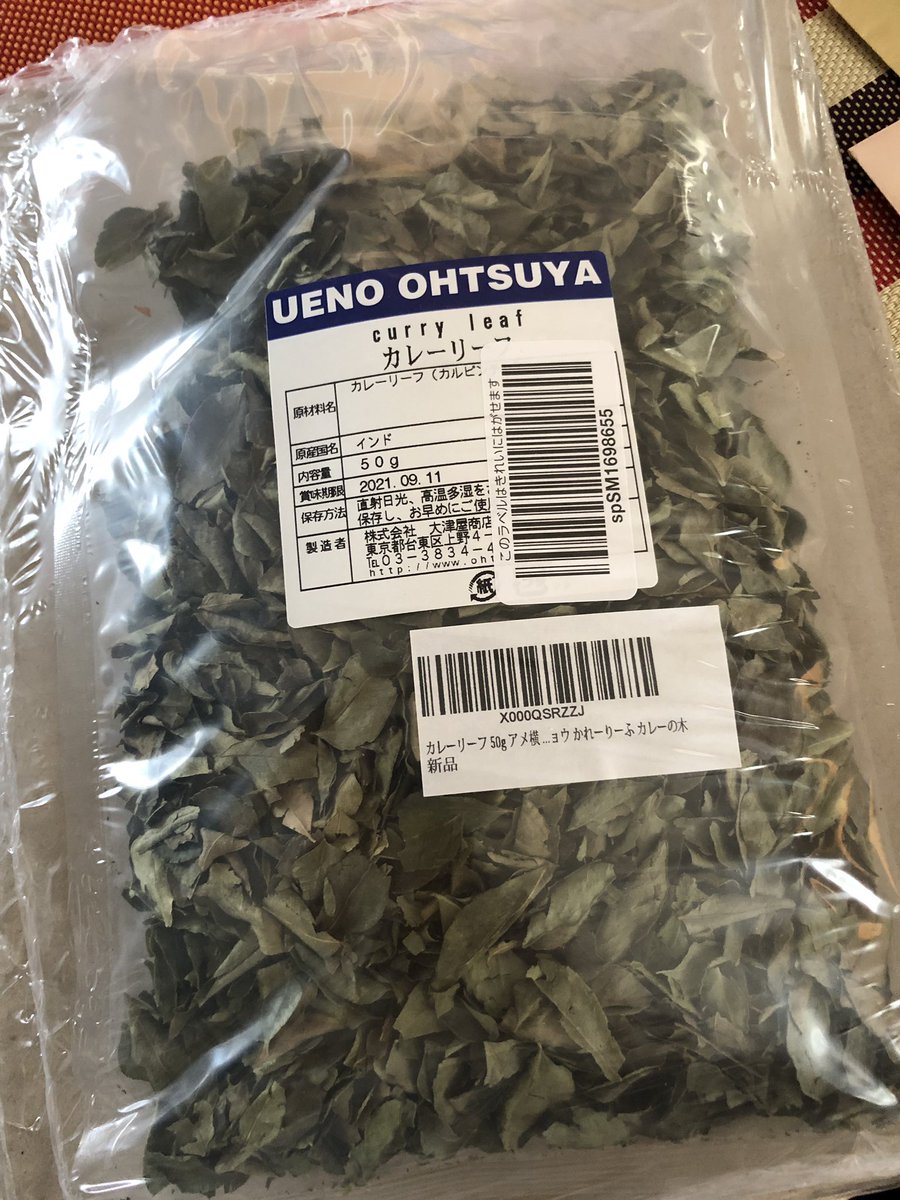 UENO OHTSUYA
curry leaf
カレーリーフ
原材料名 カレーリーフ（カルピン
原産国名 インド
内容量 50g
賞味期限 2021.09.11
保存方法 直射日光、高温多湿を
保存し、お早めにご使
製造者 株式会社 大津屋商店
東京都台東区上野4-
℡03-3834-4
http://www.oht
紙
このラベルはきれいにはがせます
spSM1698655
X000QSRZZJ
カレーリーフ 50g アメ横 ...ョウ かれーりーふ カレーの木
新品